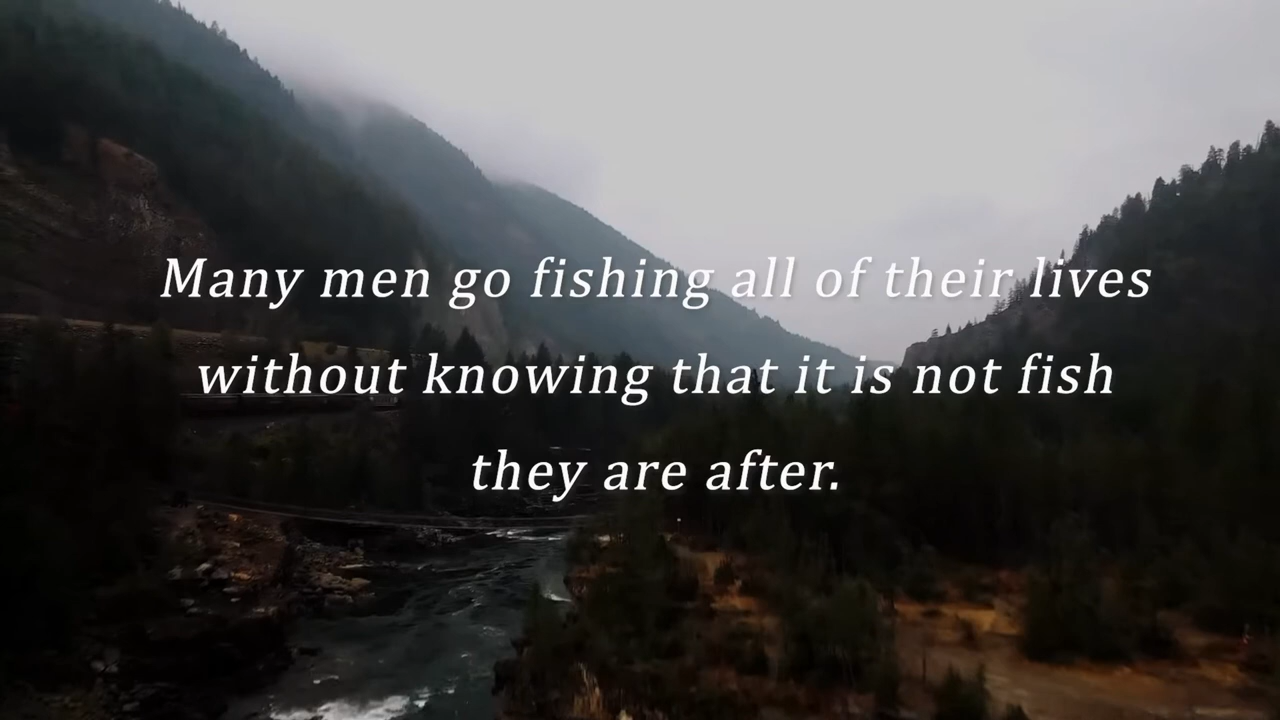 Many men go fishing all of their lives
without knowing that it is not fish
they are after.